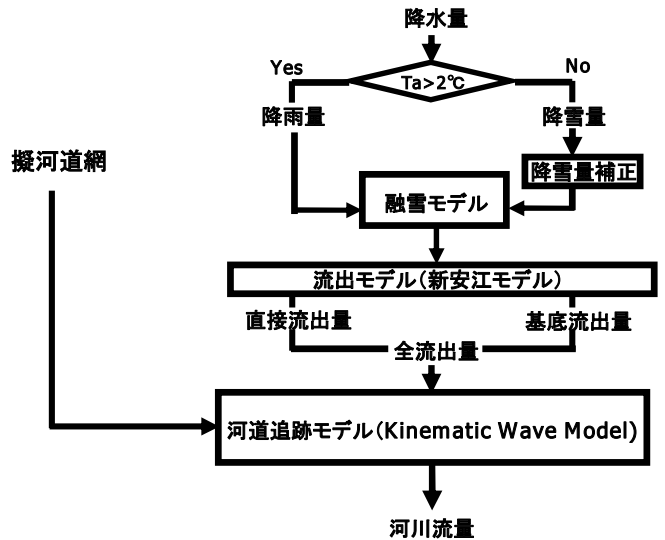 降水量
Yes
Ta>2℃
No
降雨量
降雪量
擬河道網
降雪量補正
融雪モデル
流出モデル(新安江モデル)
直接流出量
基底流出量
全流出量
河道追跡モデル(Kinematic Wave Model)
河川流量